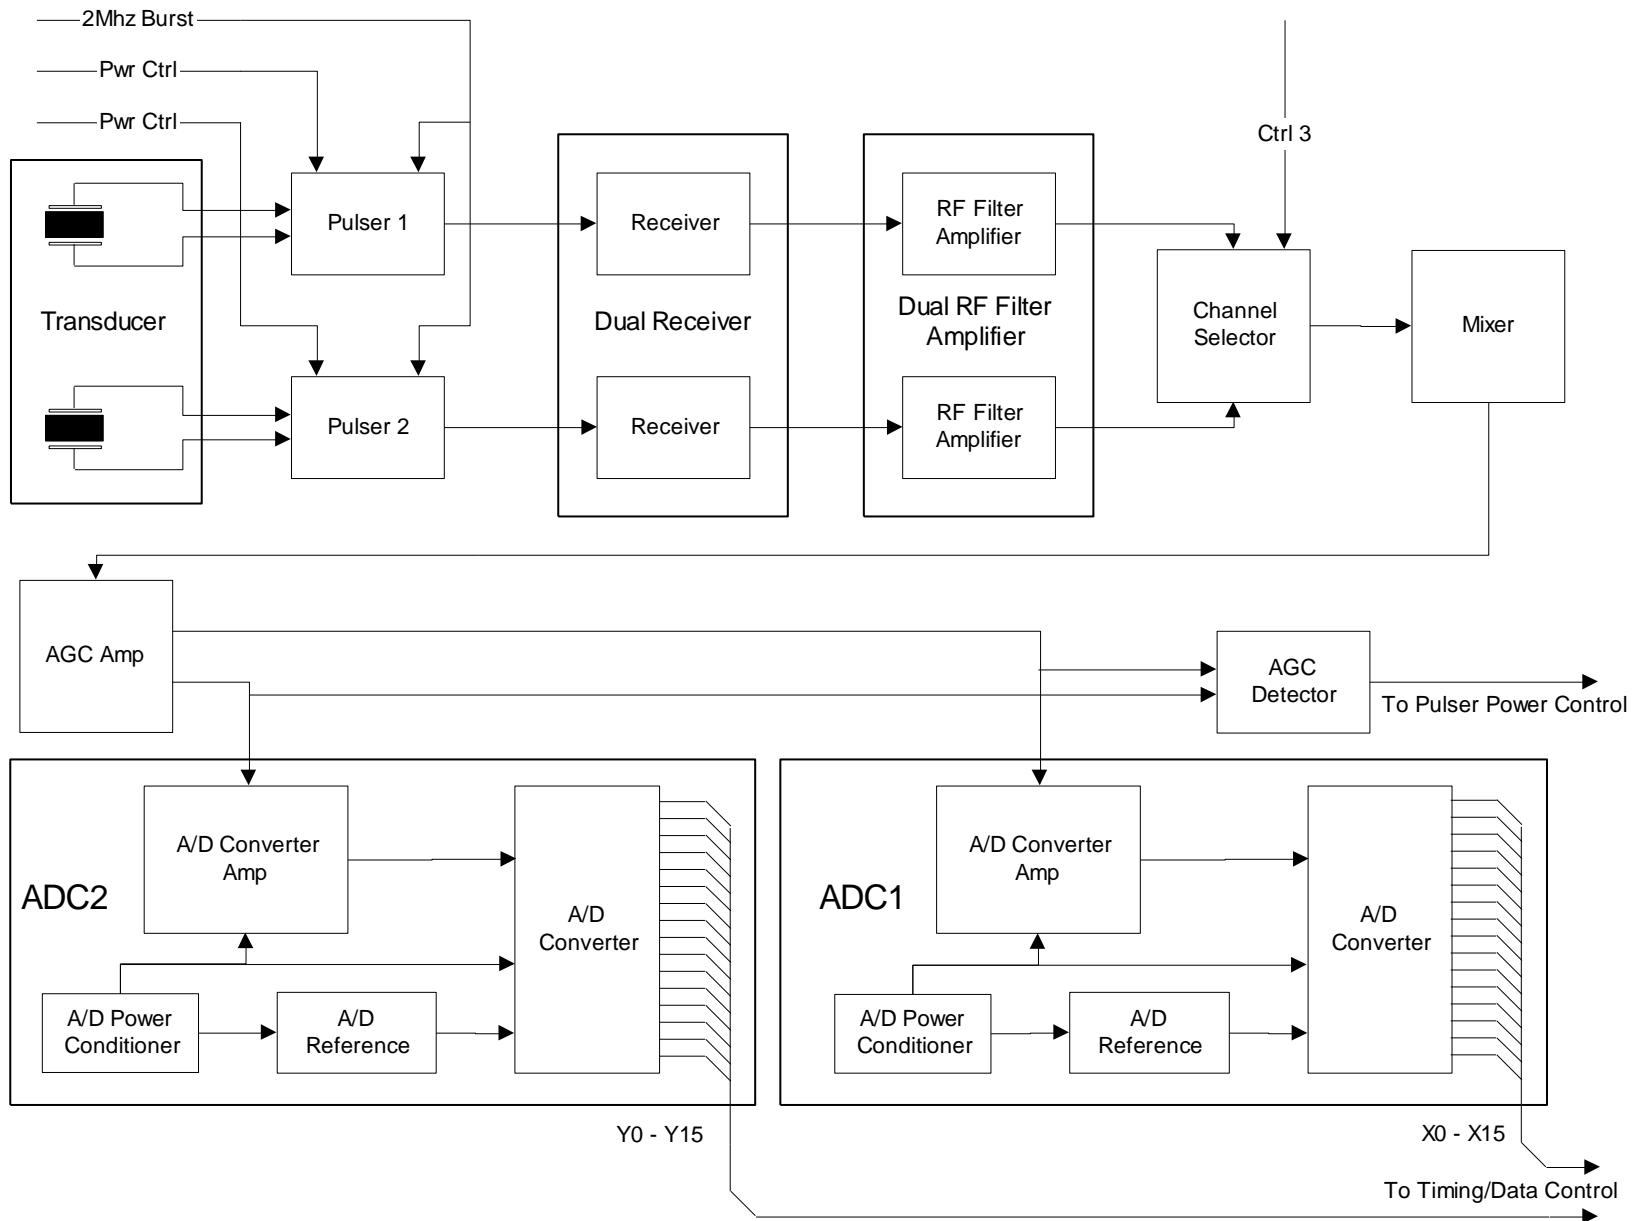 2Mhz Burst
Pwr Ctrl
Pwr Ctrl
Ctrl 3
Transducer
Pulser 1
Pulser 2
Receiver
Dual Receiver
Receiver
RF Filter
Amplifier
Dual RF Filter
Amplifier
RF Filter
Amplifier
Channel
Selector
Mixer
AGC Amp
AGC
Detector
To Pulser Power Control
ADC2
A/D Converter
Amp
A/D
Converter
A/D Power
Conditioner
A/D
Reference
Y0 - Y15
ADC1
A/D Converter
Amp
A/D
Converter
A/D Power
Conditioner
A/D
Reference
X0 - X15
To Timing/Data Control